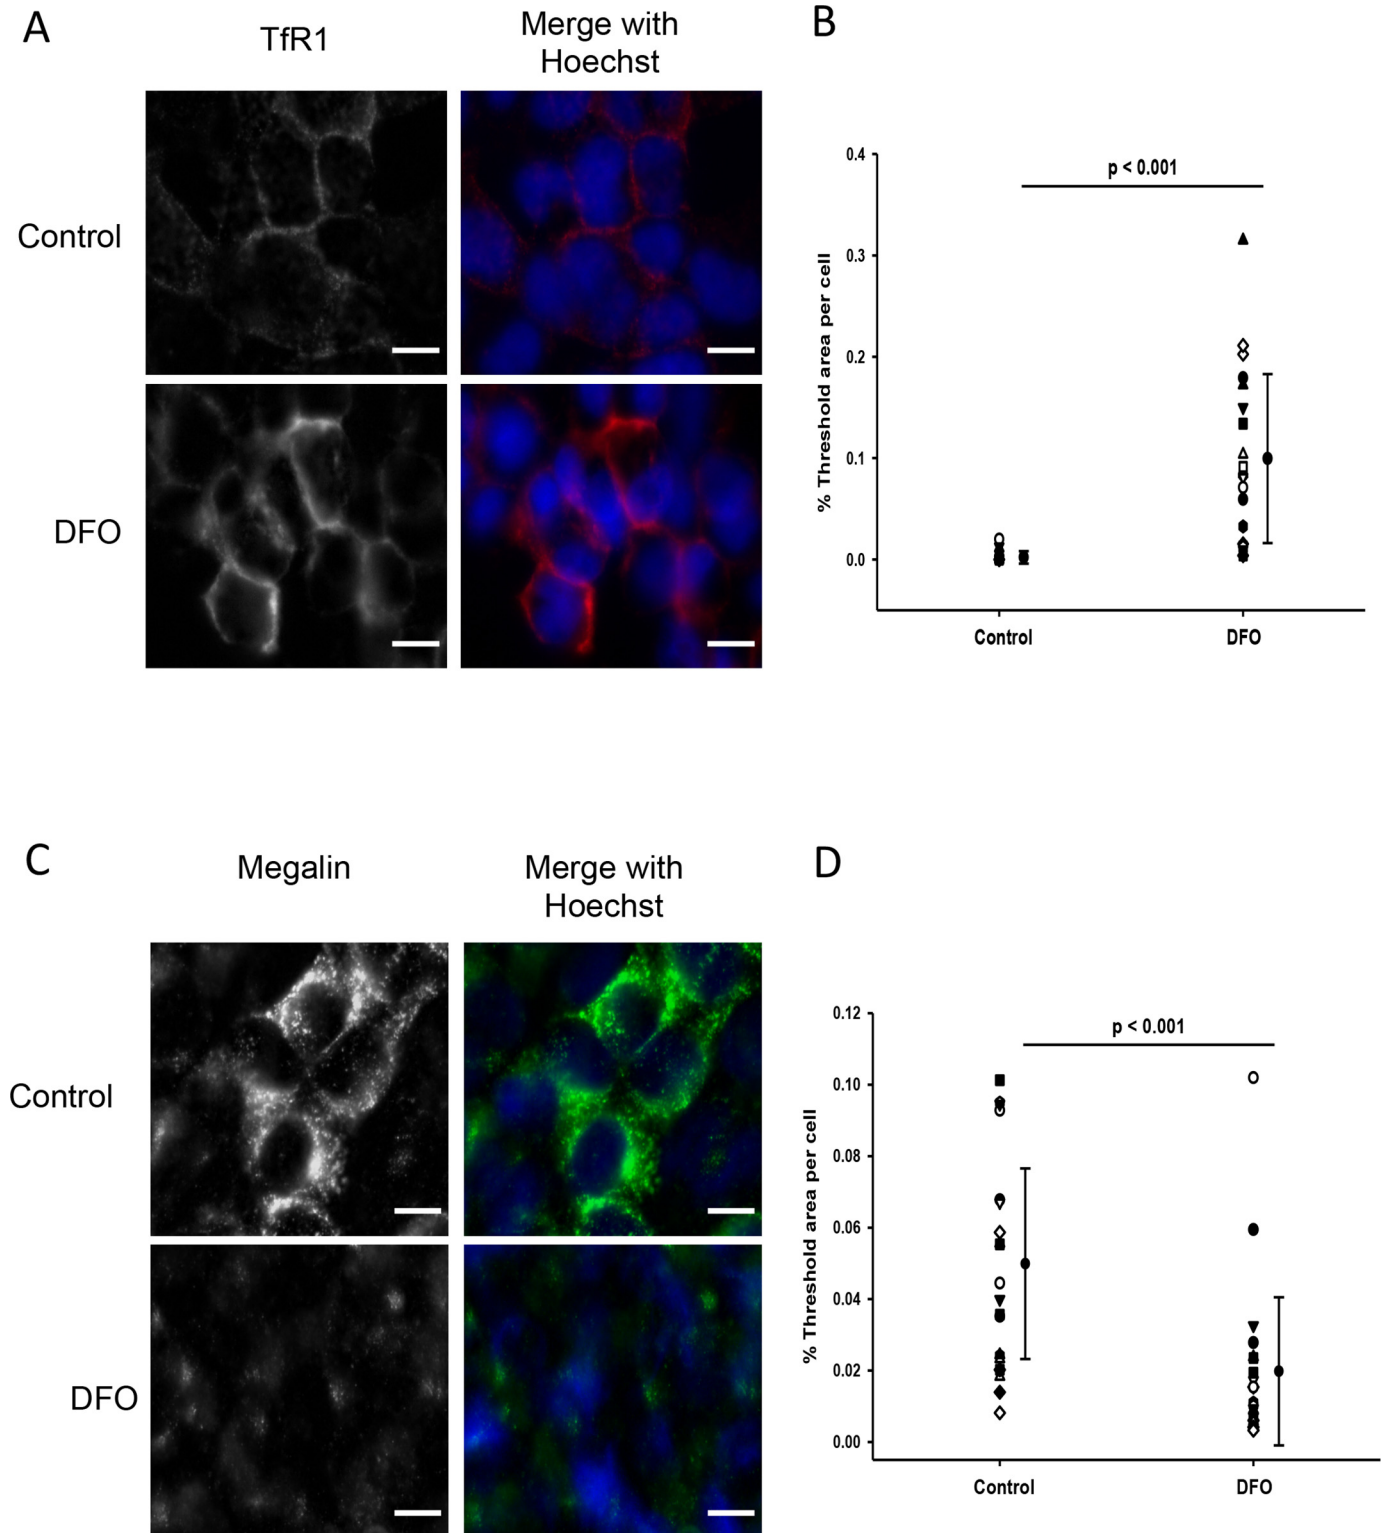 A
TfR1
Merge with
Hoechst
Control
DFO
B
0.4
0.3
0.2
0.1
0.0
% Threshold area per cell
p < 0.001
Control
DFO
C
Megalin
Merge with
Hoechst
Control
DFO
D
0.12
0.10
0.08
0.06
0.04
0.02
0.00
% Threshold area per cell
p < 0.001
Control
DFO